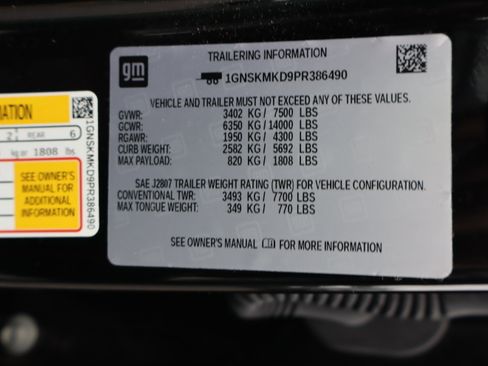 gm
TRAILERING INFORMATION
1GNSKMKD9PR386490
VEHICLE AND TRAILER MUST NOT EXCEED ANY OF THESE VALUES.
GVWR: 3402 KG / 7500 LBS
GCWR: 6350 KG / 14000 LBS
RGAWR: 1950 KG / 4300 LBS
CURB WEIGHT: 2582 KG / 5692 LBS
MAX PAYLOAD: 820 KG / 1808 LBS
SAE J2807 TRAILER WEIGHT RATING (TWR) FOR VEHICLE CONFIGURATION.
CONVENTIONAL TWR: 3493 KG / 7700 LBS
MAX TONGUE WEIGHT: 349 KG / 770 LBS
SEE OWNER'S MANUAL FOR MORE INFORMATION
REAR 6
kg or 1808 lbs
SEE OWNER'S
MANUAL FOR
ADDITIONAL
INFORMATION
1GNSKMKD9PR386490